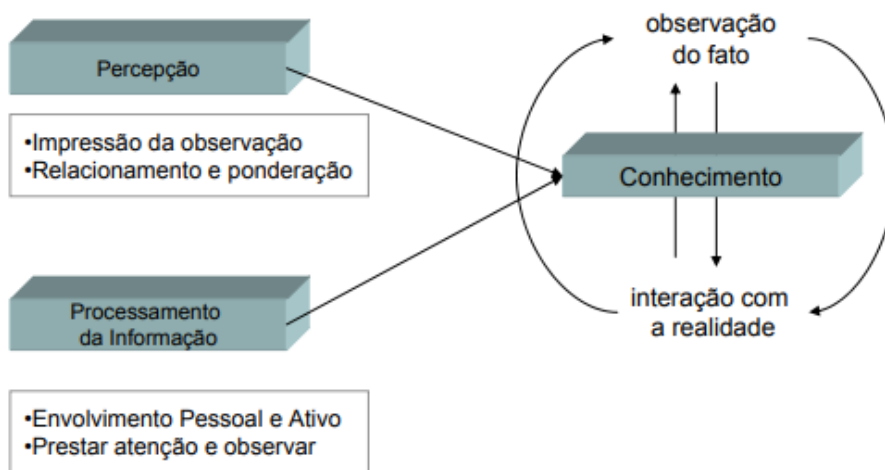 Percepção
•Impressão da observação
•Relacionamento e ponderação
Processamento
da Informação
•Envolvimento Pessoal e Ativo
•Prestar atenção e observar
observação
do fato
Conhecimento
interação com
a realidade